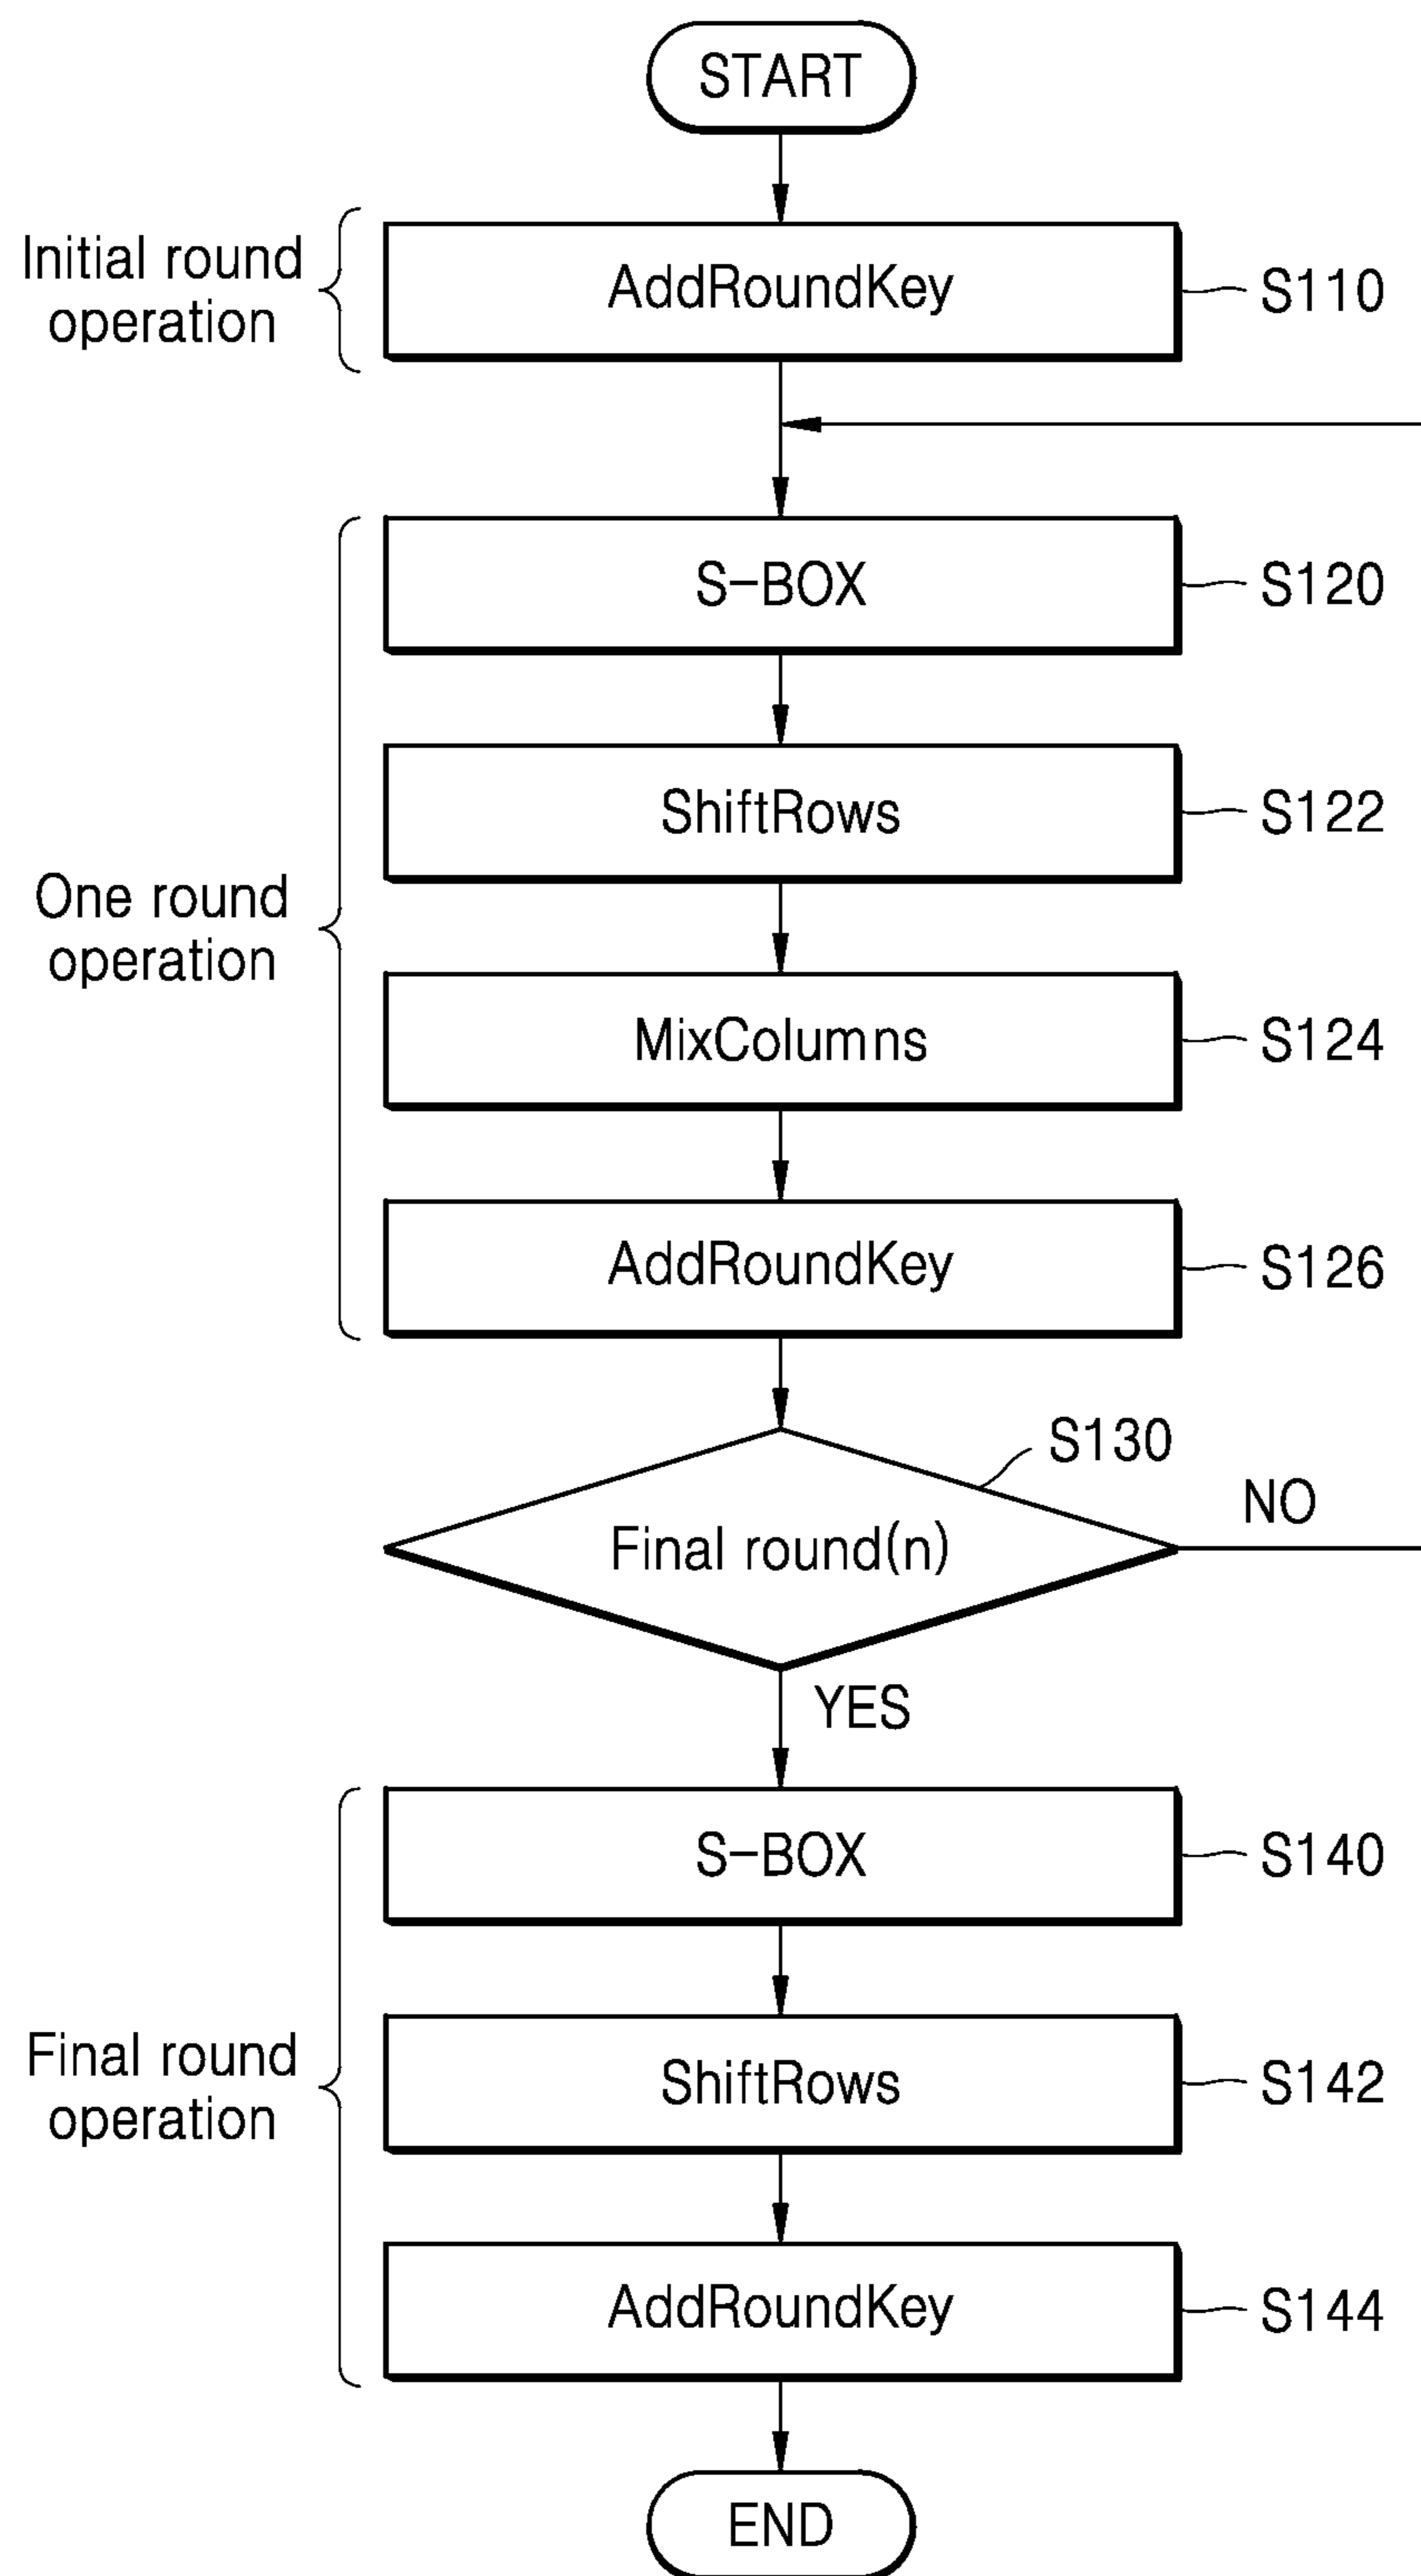 START
Initial round
operation
AddRoundKey
S110
S-BOX
S120
ShiftRows
S122
One round
operation
MixColumns
S124
AddRoundKey
S126
S130
Final round(n)
NO
YES
S-BOX
S140
Final round
operation
ShiftRows
S142
AddRoundKey
S144
END